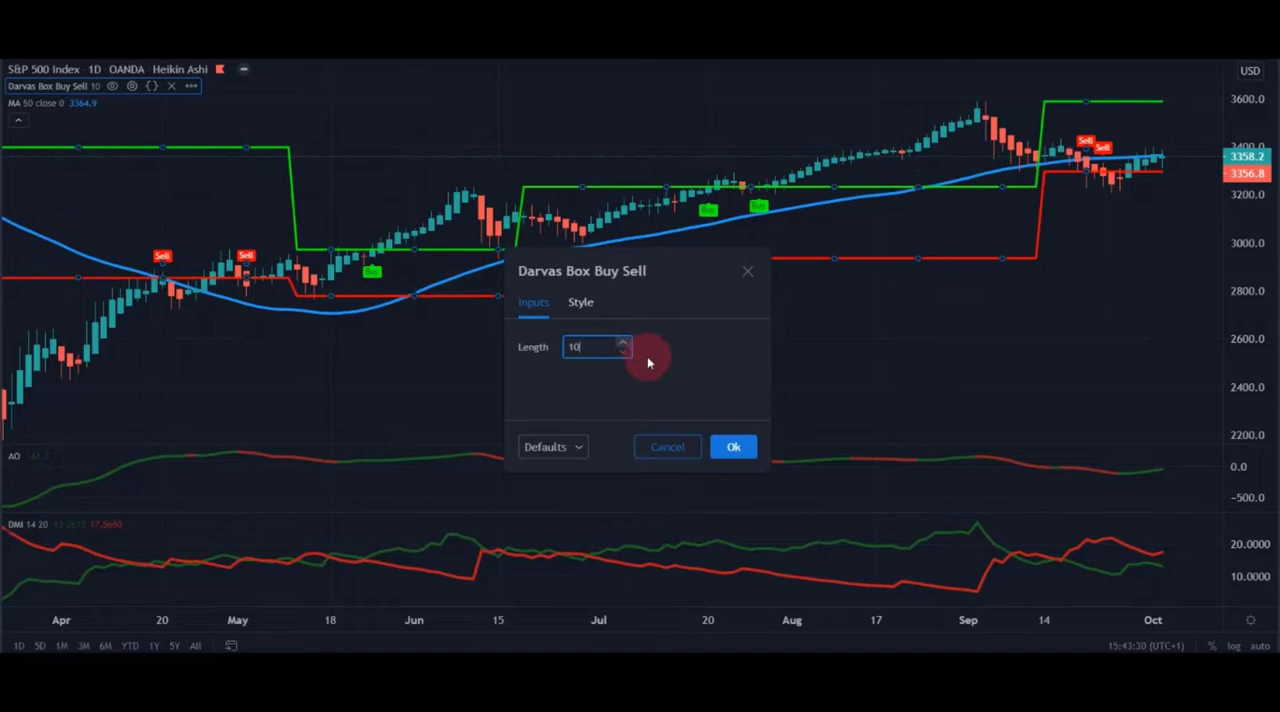 S&P 500 Index 1D OANDA Heikin Ashi
USD
Darvas Box Buy Sell 10
MA 50 close 0 3364.9
3600.0
3400.0
3358.2
3356.8
3200.0
3000.0
2800.0
2600.0
2400.0
2200.0
Sell
Sell
Buy
Buy
Buy
Sell
Sell
Darvas Box Buy Sell
Inputs Style
Length 10
Defaults Cancel Ok
AO
0.0
−500.0
DMI 14 20 17.5650
20.0000
10.0000
Apr 20 May 18 Jun 15 Jul 20 Aug 17 Sep 14 Oct
1D 5D 1M 3M 6M YTD 1Y 5Y All 15:43:30 (UTC+1) % log auto